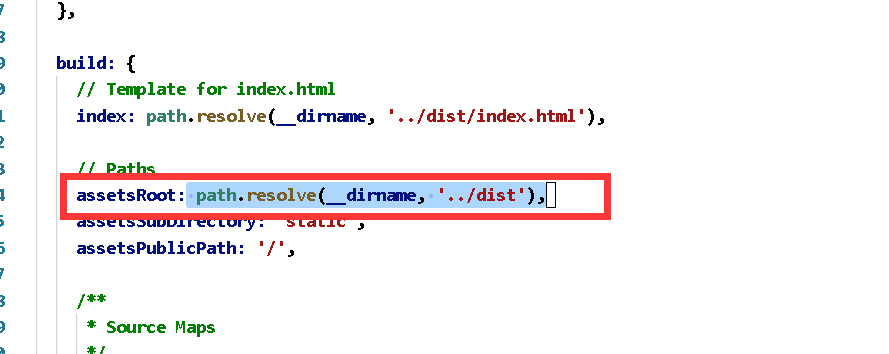 7 },
8
9 build: {
0 // Template for index.html
1 index: path.resolve(__dirname, '../dist/index.html'),
2
3 // Paths
4 assetsRoot: path.resolve(__dirname, '../dist'),
5 assetsSubDirectory: 'static',
6 assetsPublicPath: '/',
7
8 /**
9 * Source Maps
0 */